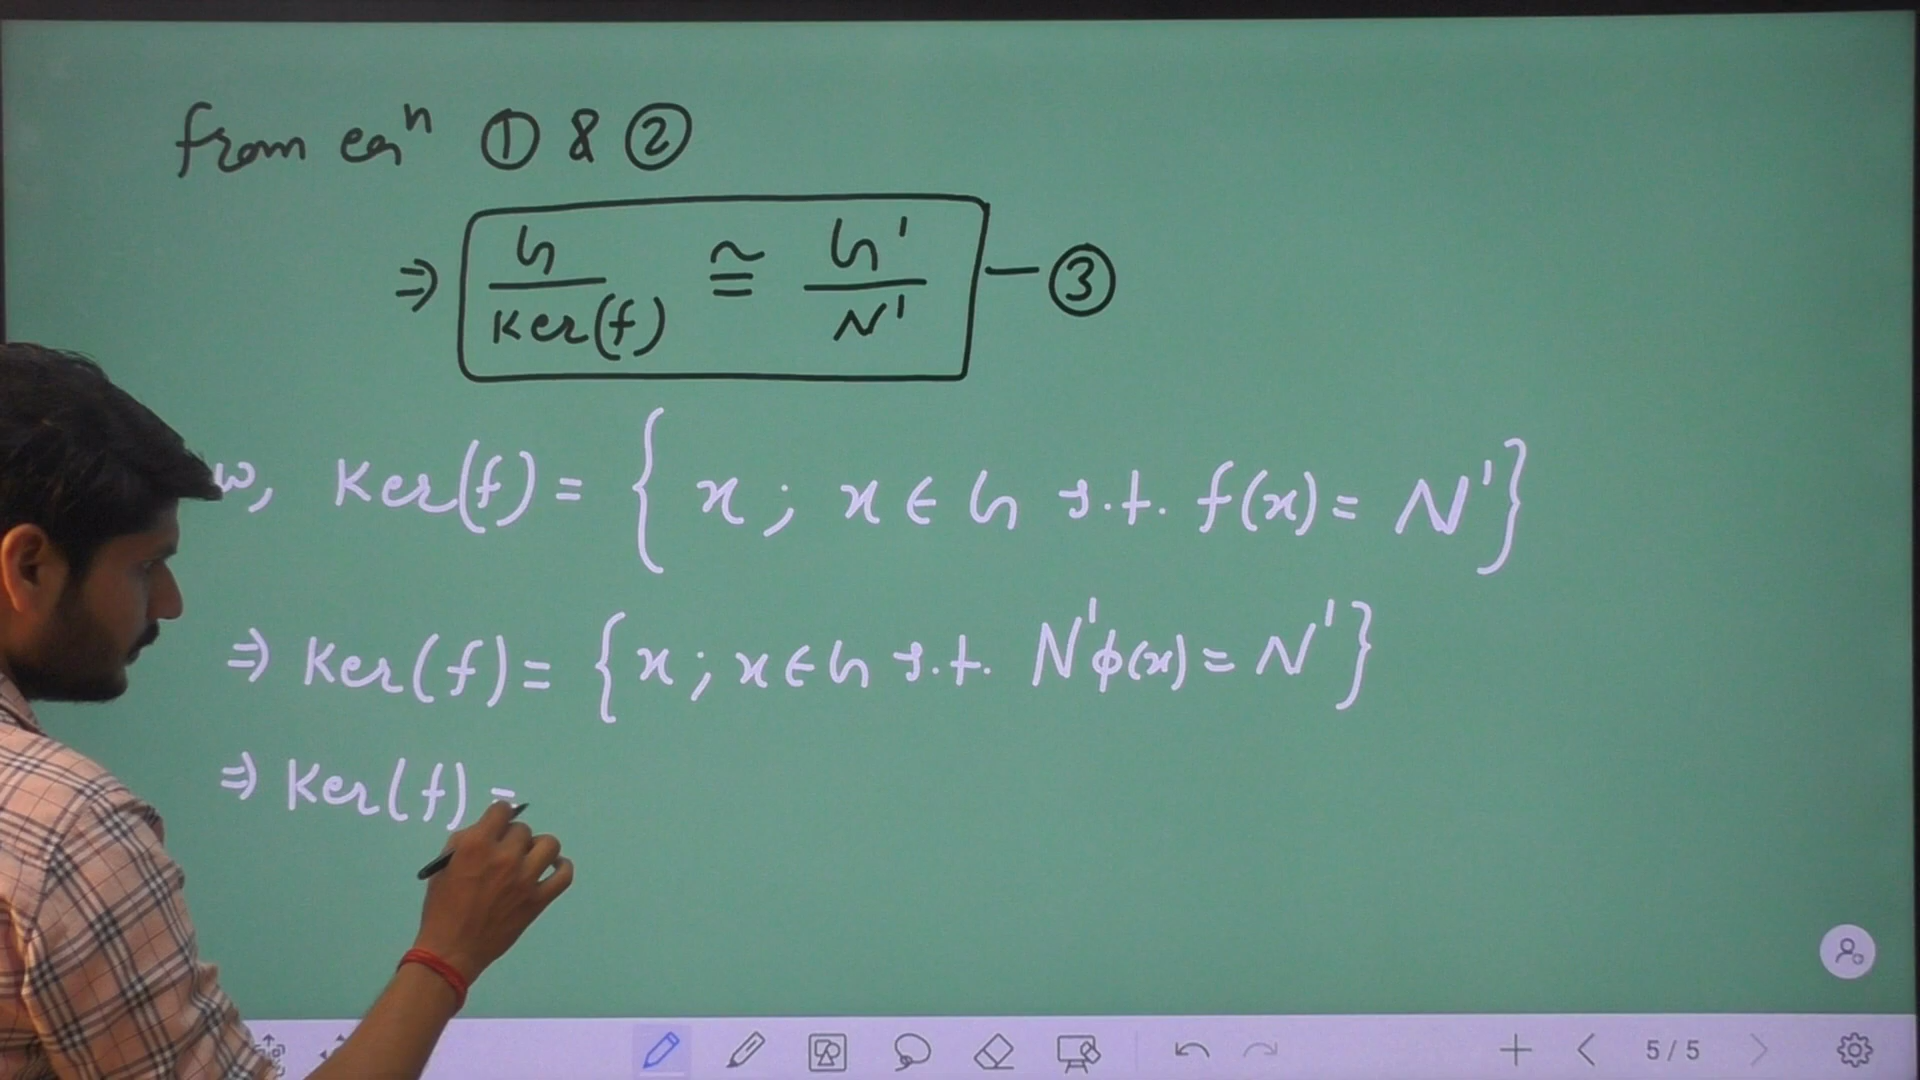 from eqⁿ ① & ②
⇒ G/Ker(f) ≅ G'/N' — ③
w, Ker(f) = { x ; x ∈ G s.t. f(x) = N' }
⇒ Ker(f) = { x ; x ∈ G s.t. N'ϕ(x) = N' }
⇒ Ker(f) =
5 / 5